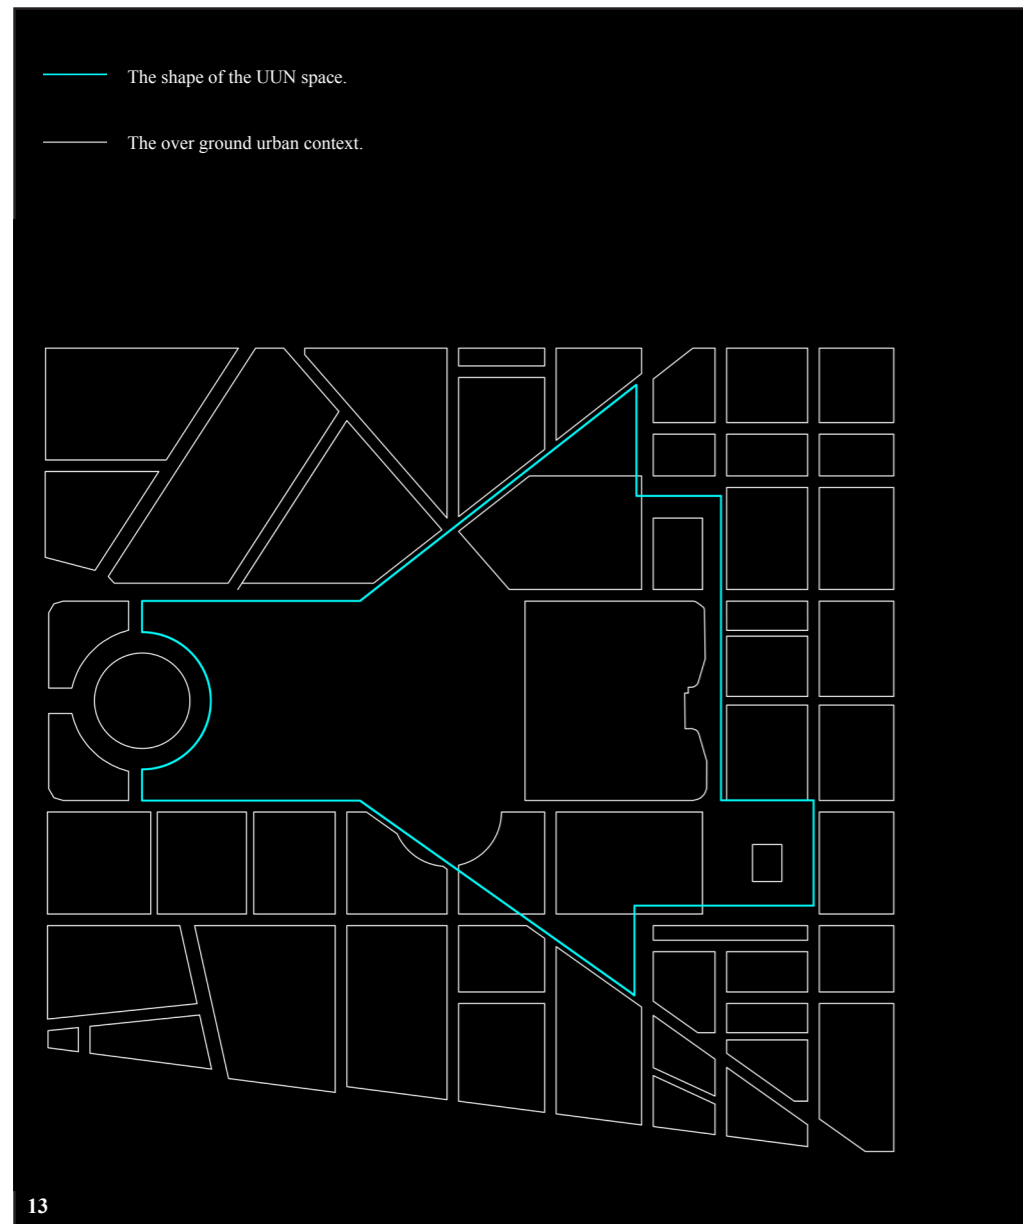 The shape of the UUN space.
The over ground urban context.
13